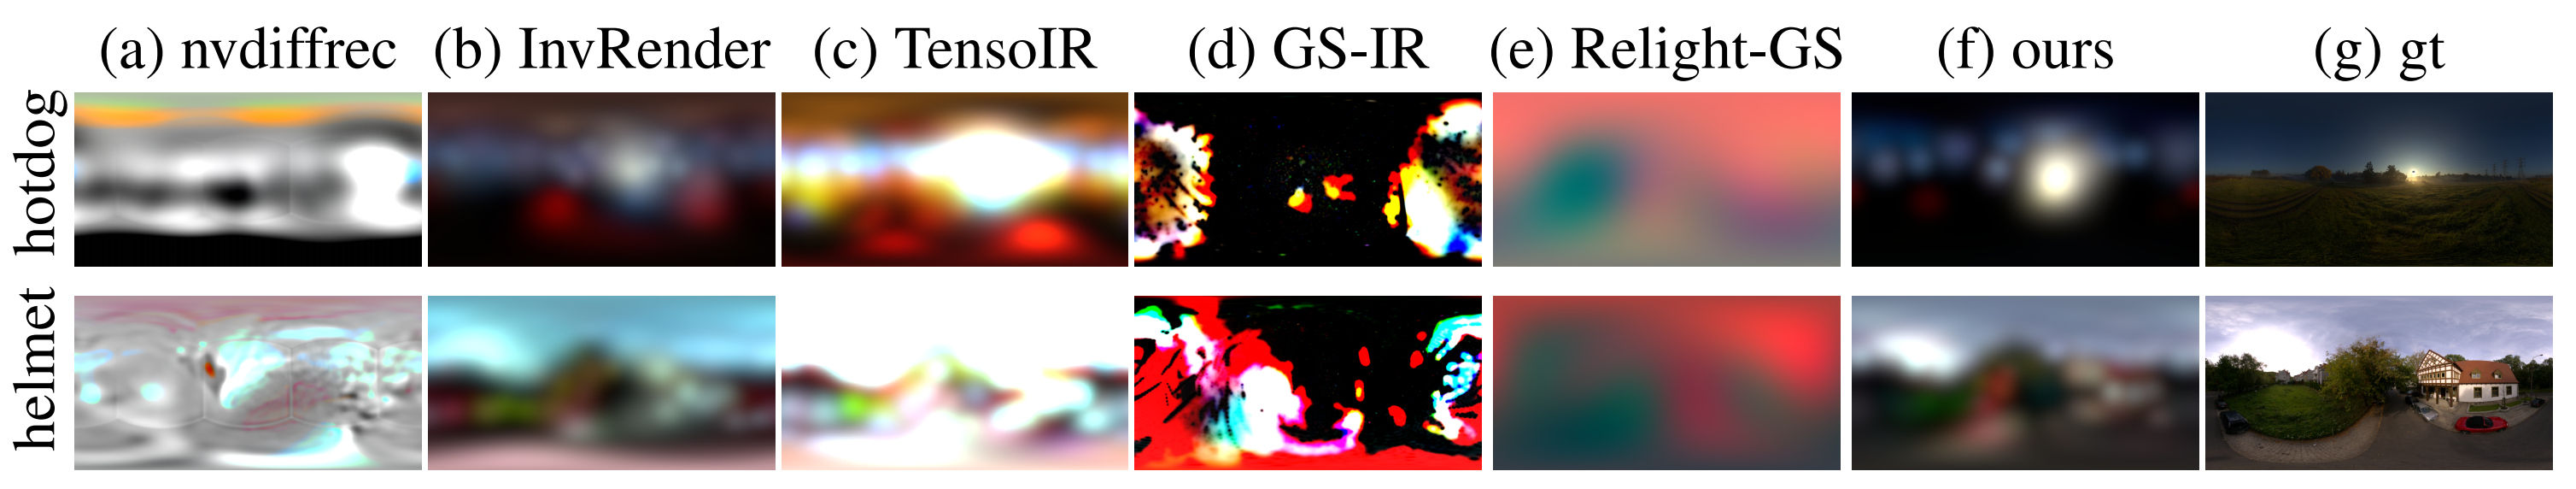 (a) nvdiffrec (b) InvRender (c) TensoIR (d) GS-IR (e) Relight-GS (f) ours (g) gt
hotdog
helmet